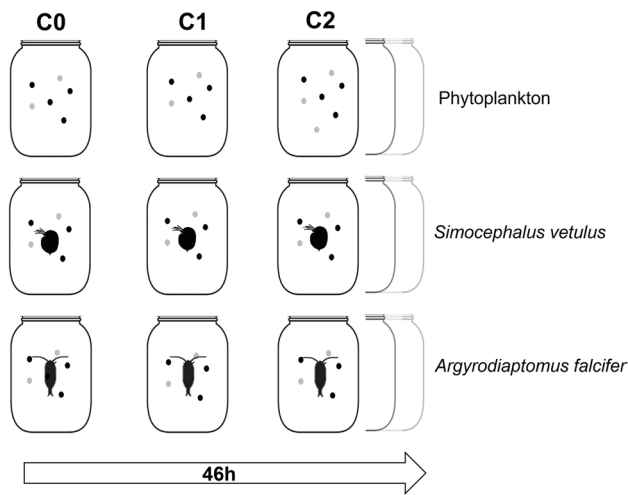 C0 C1 C2
Phytoplankton
Simocephalus vetulus
Argyrodiaptomus falcifer
46h